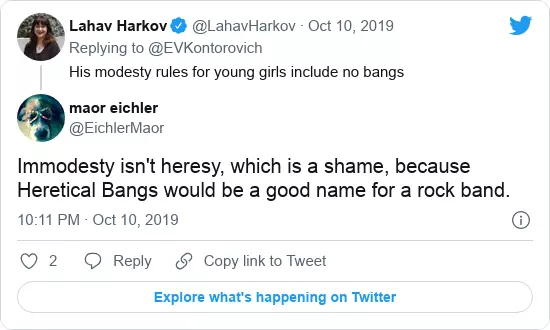 Lahav Harkov @LahavHarkov · Oct 10, 2019
Replying to @EVKontorovich
His modesty rules for young girls include no bangs
maor eichler
@EichlerMaor
Immodesty isn't heresy, which is a shame, because
Heretical Bangs would be a good name for a rock band.
10:11 PM · Oct 10, 2019
2 Reply Copy link to Tweet
Explore what's happening on Twitter